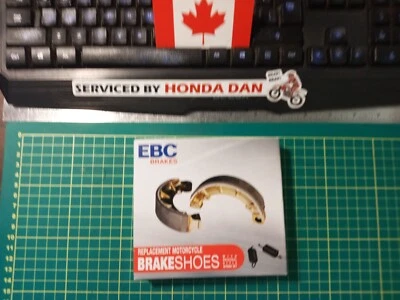 SERVICED BY HONDA DAN
EBC
BRAKES
REPLACEMENT MOTORCYCLE
BRAKESHOES